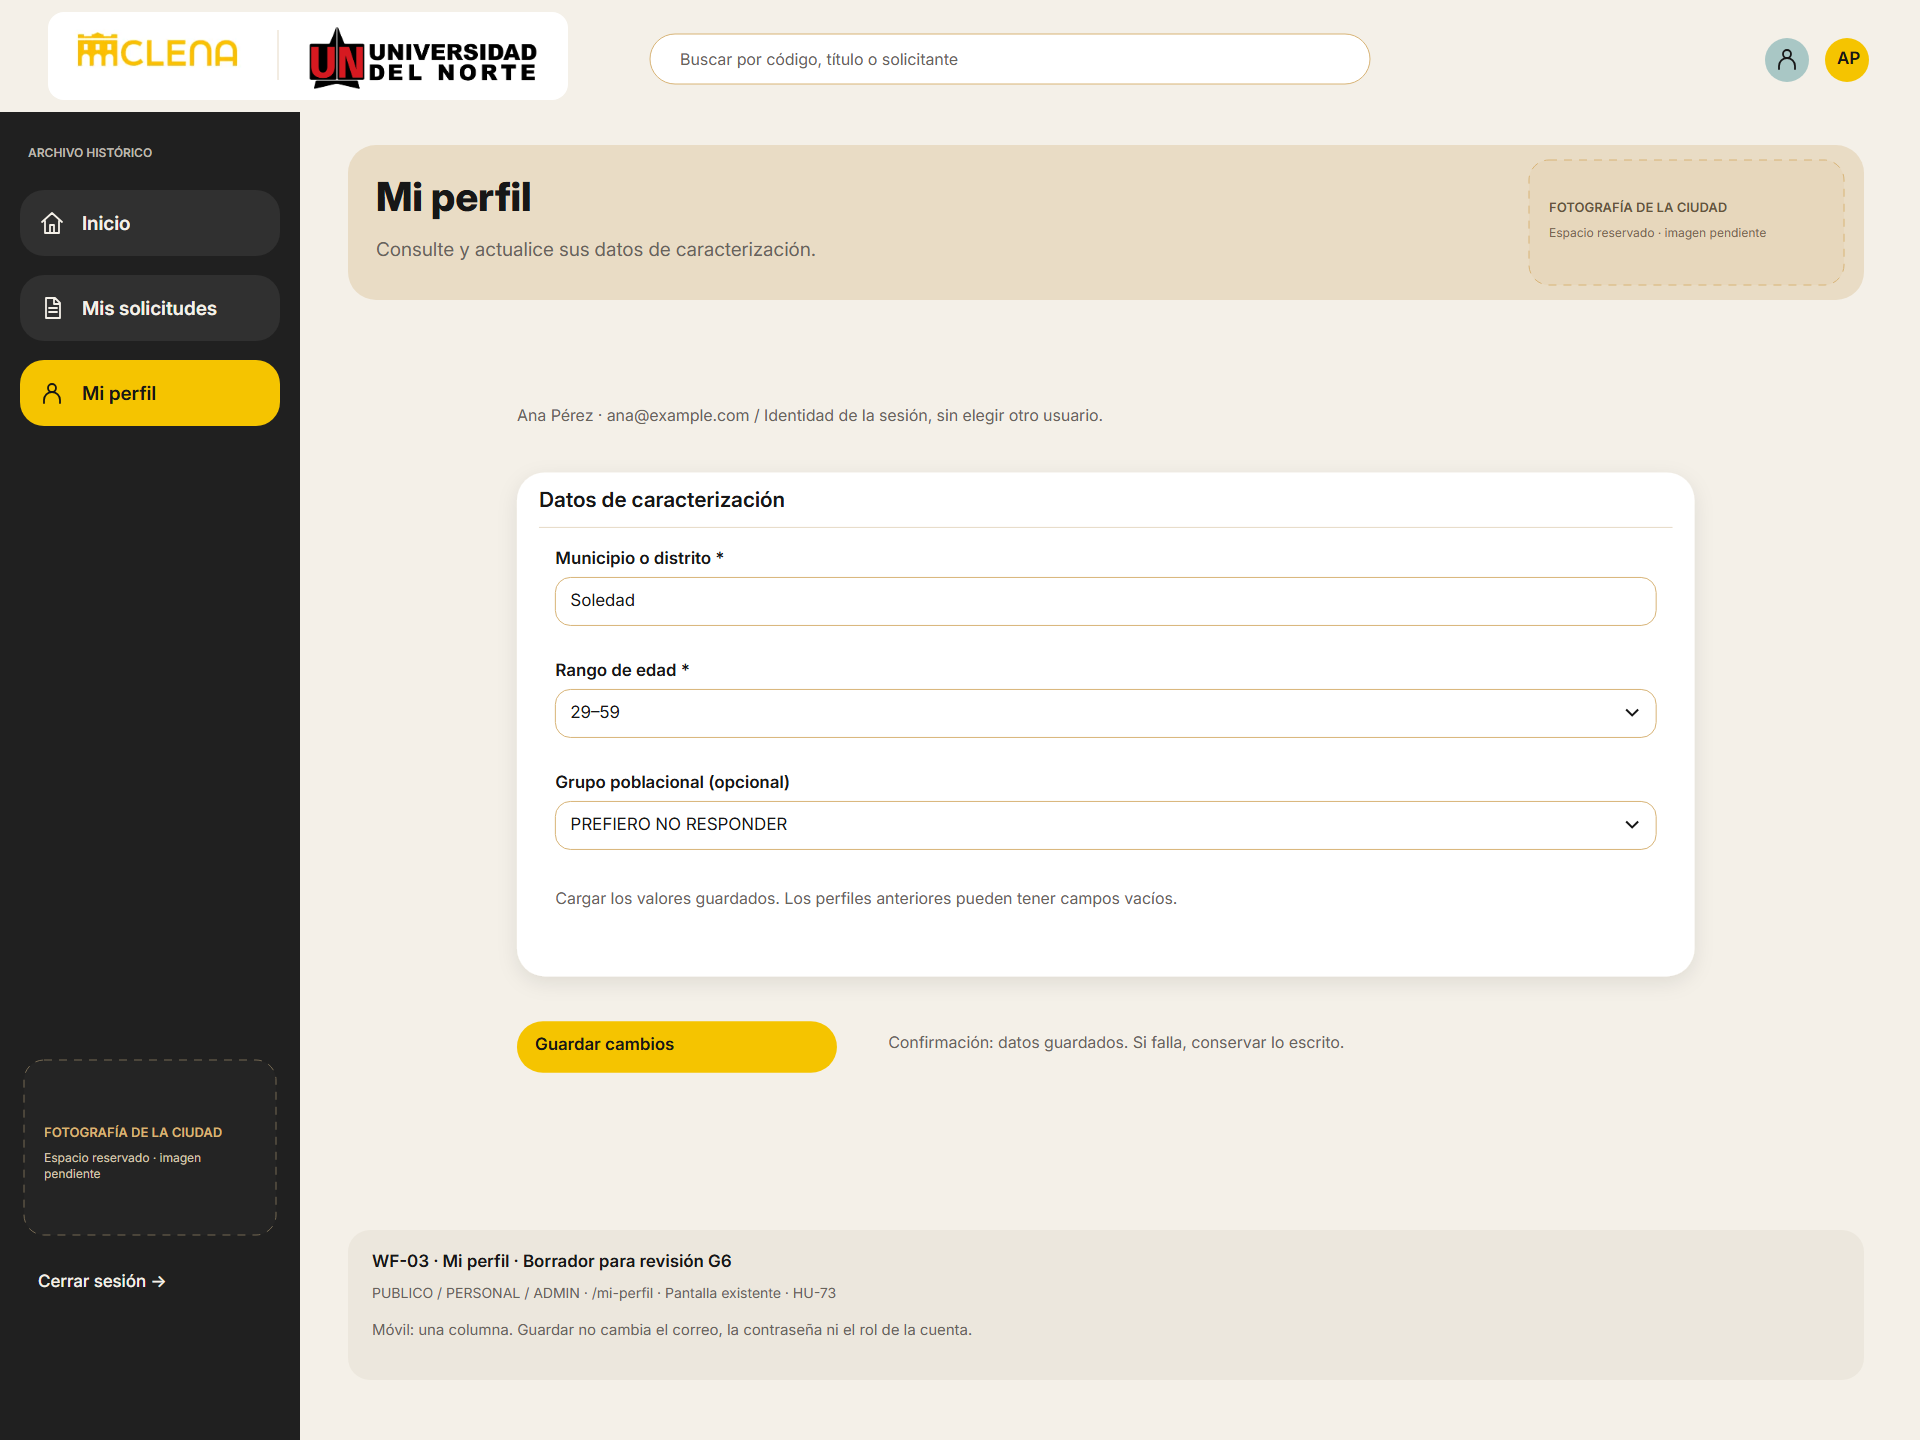 CLENA
UN UNIVERSIDAD
DEL NORTE
Buscar por código, título o solicitante
AP
ARCHIVO HISTÓRICO
Inicio
Mis solicitudes
Mi perfil
FOTOGRAFÍA DE LA CIUDAD
Espacio reservado · imagen
pendiente
Cerrar sesión →
Mi perfil
Consulte y actualice sus datos de caracterización.
FOTOGRAFÍA DE LA CIUDAD
Espacio reservado · imagen pendiente
Ana Pérez · ana@example.com / Identidad de la sesión, sin elegir otro usuario.
Datos de caracterización
Municipio o distrito *
Soledad
Rango de edad *
29–59
Grupo poblacional (opcional)
PREFIERO NO RESPONDER
Cargar los valores guardados. Los perfiles anteriores pueden tener campos vacíos.
Guardar cambios
Confirmación: datos guardados. Si falla, conservar lo escrito.
WF-03 · Mi perfil · Borrador para revisión G6
PUBLICO / PERSONAL / ADMIN · /mi-perfil · Pantalla existente · HU-73
Móvil: una columna. Guardar no cambia el correo, la contraseña ni el rol de la cuenta.